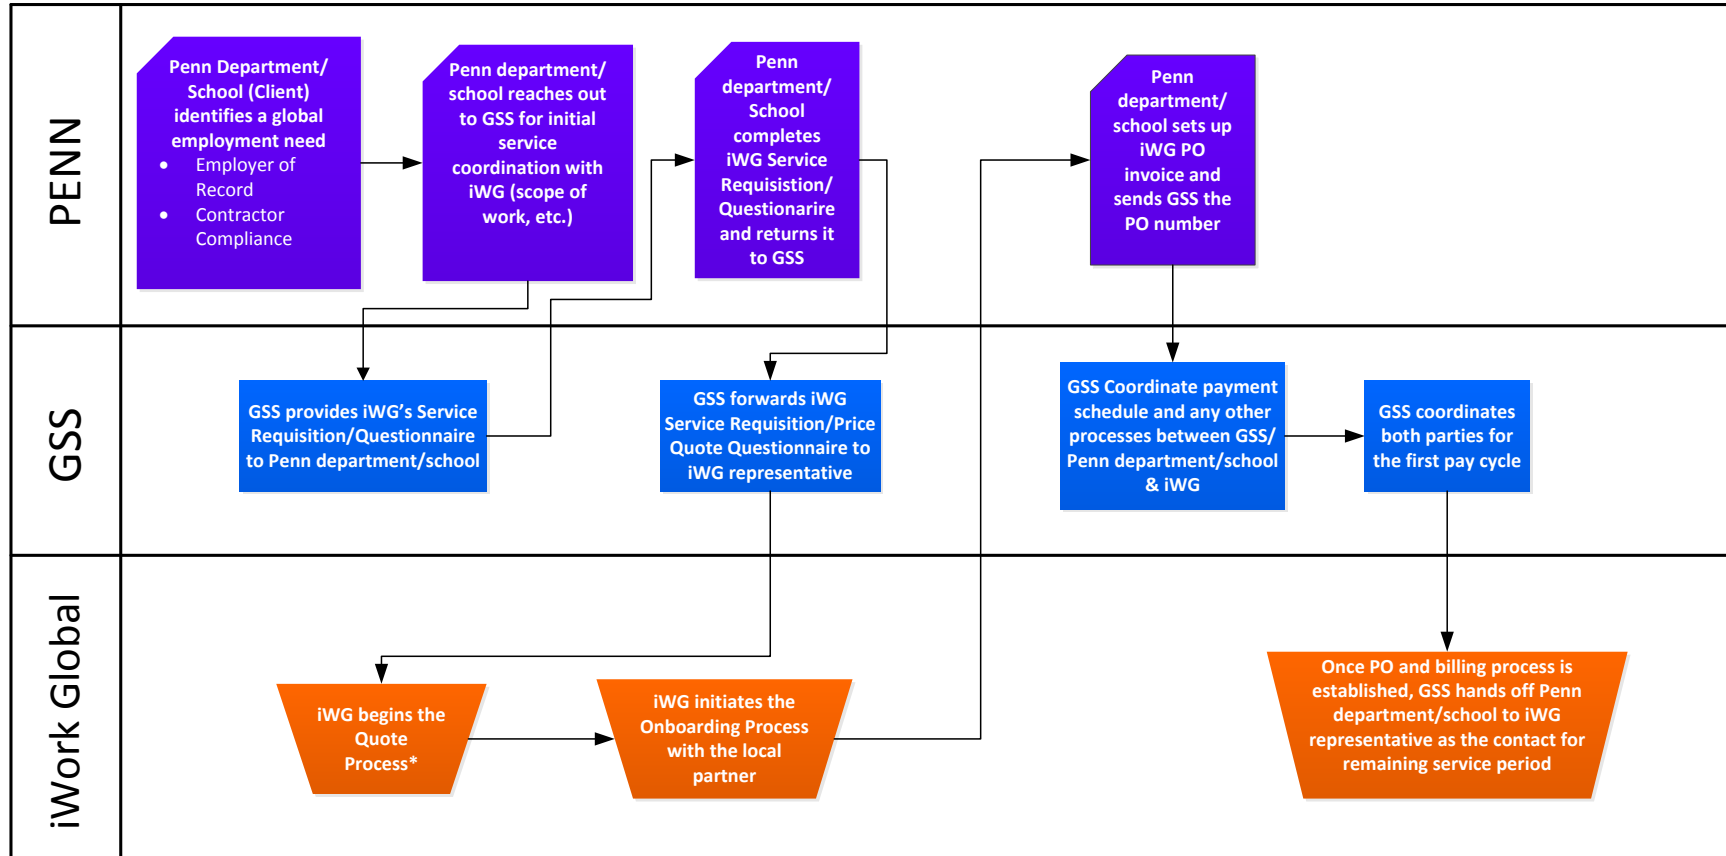 PENN
Penn Department/
School (Client)
identifies a global
employment need
• Employer of
Record
• Contractor
Compliance
Penn department/
school reaches out
to GSS for initial
service
coordination with
iWG (scope of
work, etc.)
Penn
department/
School
completes
iWG Service
Requisistion/
Questionarire
and returns it
to GSS
Penn
department/
school sets up
iWG PO
invoice and
sends GSS the
PO number
GSS
GSS provides iWG’s Service
Requisition/Questionnaire
to Penn department/school
GSS forwards iWG
Service Requisition/Price
Quote Questionnaire to
iWG representative
GSS Coordinate payment
schedule and any other
processes between GSS/
Penn department/school
& iWG
GSS coordinates
both parties for
the first pay cycle
iWork Global
iWG begins the
Quote
Process*
iWG initiates the
Onboarding Process
with the local
partner
Once PO and billing process is
established, GSS hands off Penn
department/school to iWG
representative as the contact for
remaining service period